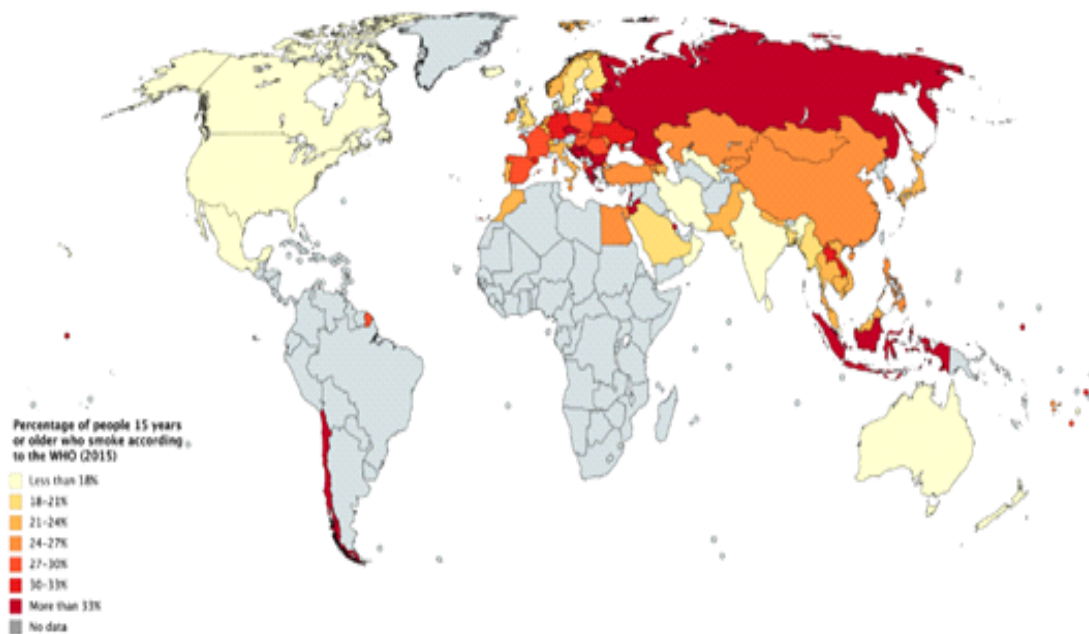 Percentage of people 15 years
or older who smoke according
to the WHO (2015)
Less than 18%
18-21%
21-24%
24-27%
27-30%
30-33%
More than 33%
No data